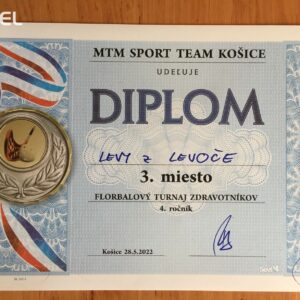 EL
MTM SPORT TEAM KOŠICE
UDEĽUJE
DIPLOM
LEVY z LEVOČE
3. miesto
FLORBALOVÝ TURNAJ ZDRAVOTNÍKOV
4. ročník
Košice 28.5.2022